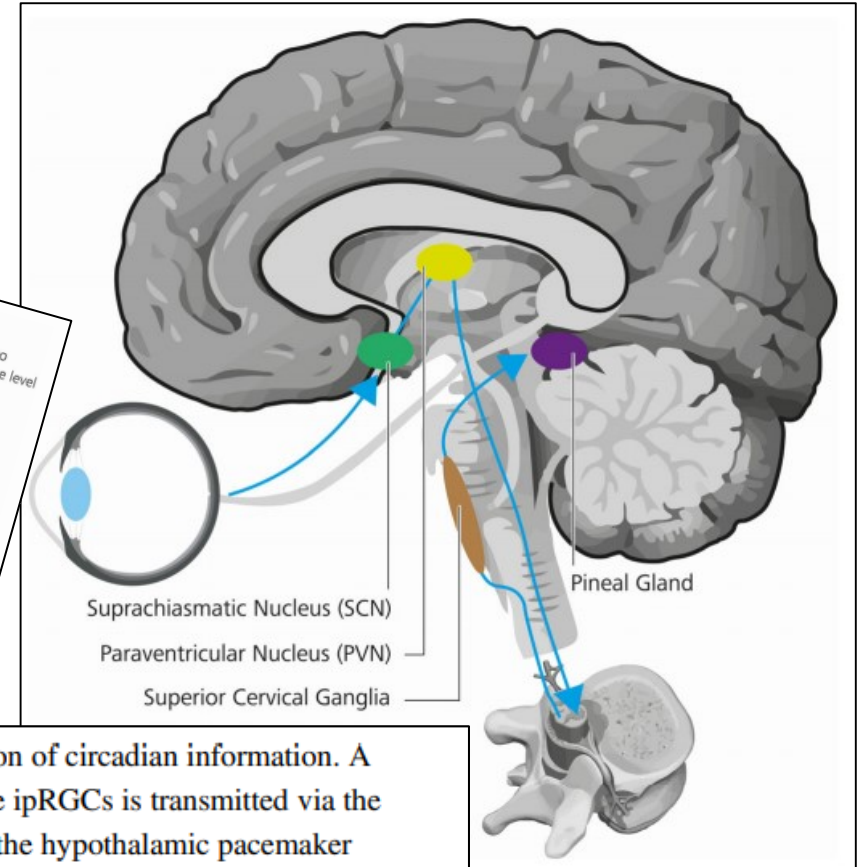 o
e level
Suprachiasmatic Nucleus (SCN)
Paraventricular Nucleus (PVN)
Superior Cervical Ganglia
Pineal Gland
on of circadian information. A
e ipRGCs is transmitted via the
the hypothalamic pacemaker